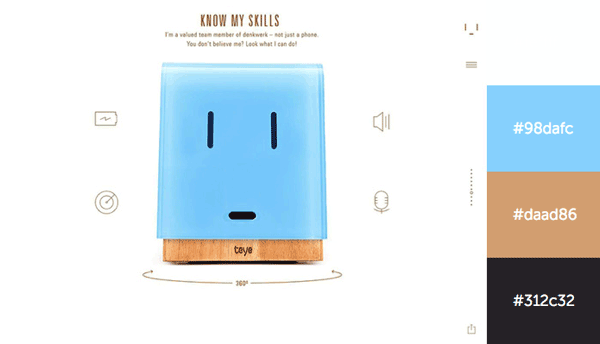 KNOW MY SKILLS
I'm a valued team member of denkwerk – not just a phone.
You don't believe me? Look what I can do!
teye
360º
#98dafc
#daad86
#312c32